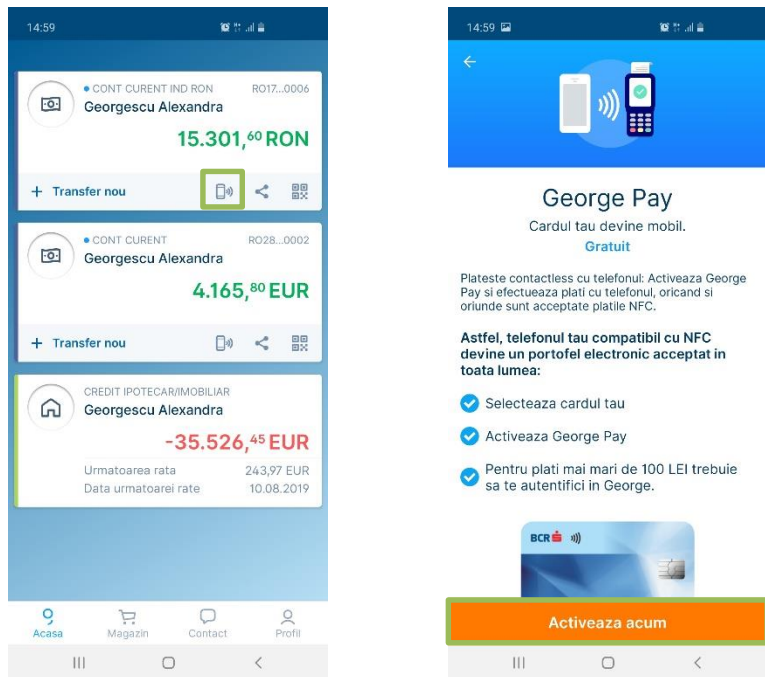 14:59
CONT CURENT IND RON RO17...0006
Georgescu Alexandra
15.301,60 RON
+ Transfer nou
CONT CURENT RO28...0002
Georgescu Alexandra
4.165,80 EUR
+ Transfer nou
CREDIT IPOTECAR/IMOBILIAR
Georgescu Alexandra
-35.526,45 EUR
Urmatoarea rata 243,97 EUR
Data urmatoarei rate 10.08.2019
Acasa Magazin Contact Profil
14:59
George Pay
Cardul tau devine mobil.
Gratuit
Plateste contactless cu telefonul: Activeaza George
Pay si efectueaza plati cu telefonul, oricand si
oriunde sunt acceptate platile NFC.
Astfel, telefonul tau compatibil cu NFC
devine un portofel electronic acceptat in
toata lumea:
Selecteaza cardul tau
Activeaza George Pay
Pentru plati mai mari de 100 LEI trebuie
sa te autentifici in George.
BCR
Activeaza acum